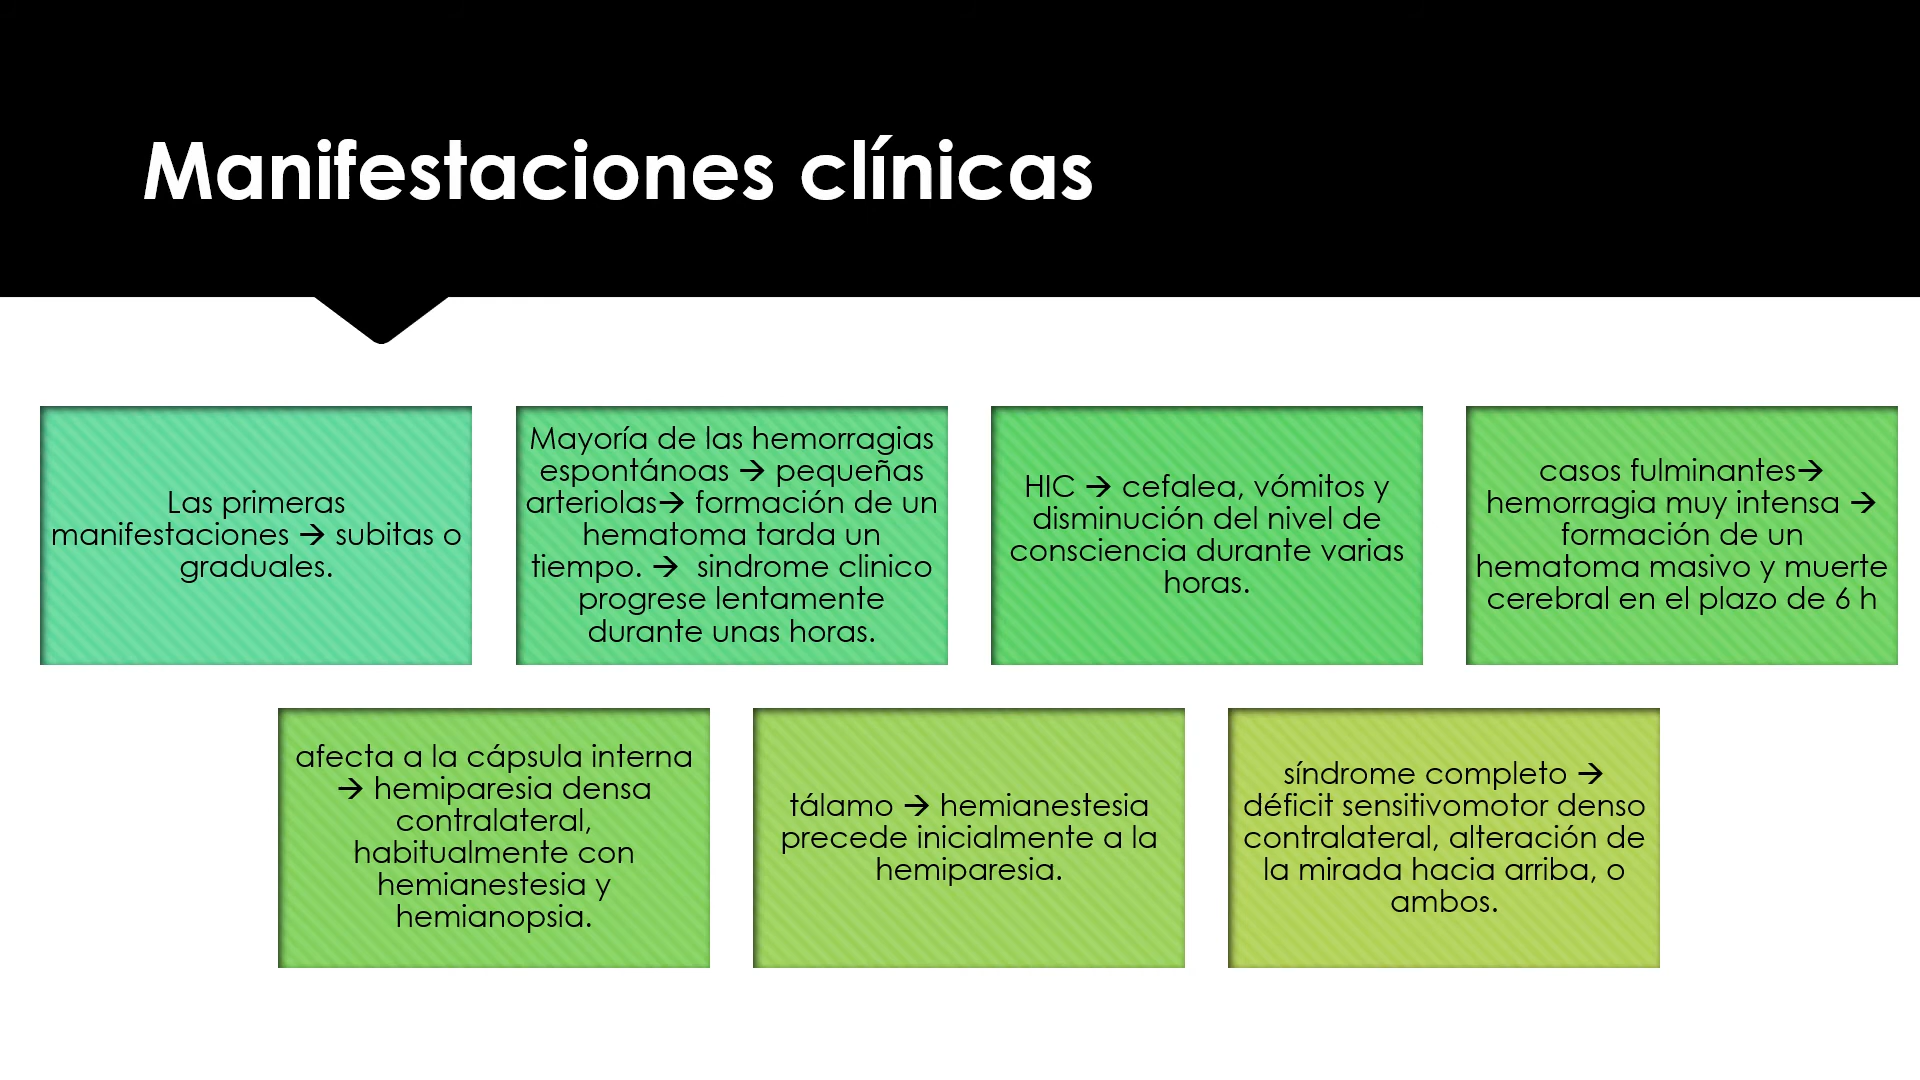 Manifestaciones clínicas
Las primeras
manifestaciones → subitas o
graduales.
Mayoría de las hemorragias
espontánoas → pequeñas
arteriolas→ formación de un
hematoma tarda un
tiempo. → sindrome clinico
progrese lentamente
durante unas horas.
HIC → cefalea, vómitos y
disminución del nivel de
consciencia durante varias
horas.
casos fulminantes→
hemorragia muy intensa →
formación de un
hematoma masivo y muerte
cerebral en el plazo de 6 h
afecta a la cápsula interna
→ hemiparesia densa
contralateral,
habitualmente con
hemianestesia y
hemianopsia.
tálamo → hemianestesia
precede inicialmente a la
hemiparesia.
síndrome completo →
déficit sensitivomotor denso
contralateral, alteración de
la mirada hacia arriba, o
ambos.